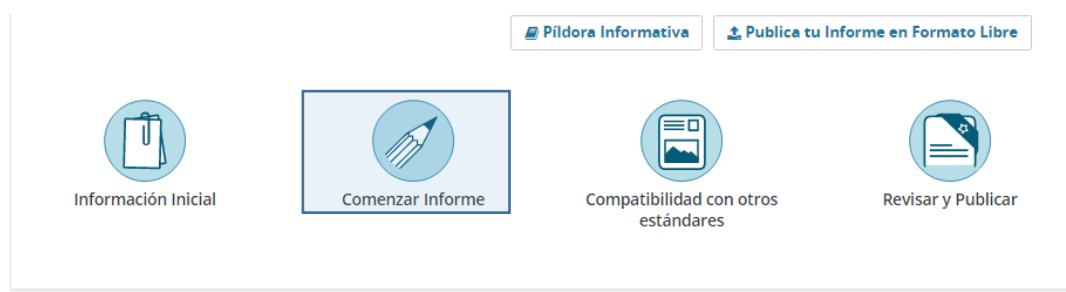 Píldora Informativa
Publica tu Informe en Formato Libre
Información Inicial
Comenzar Informe
Compatibilidad con otros
estándares
Revisar y Publicar